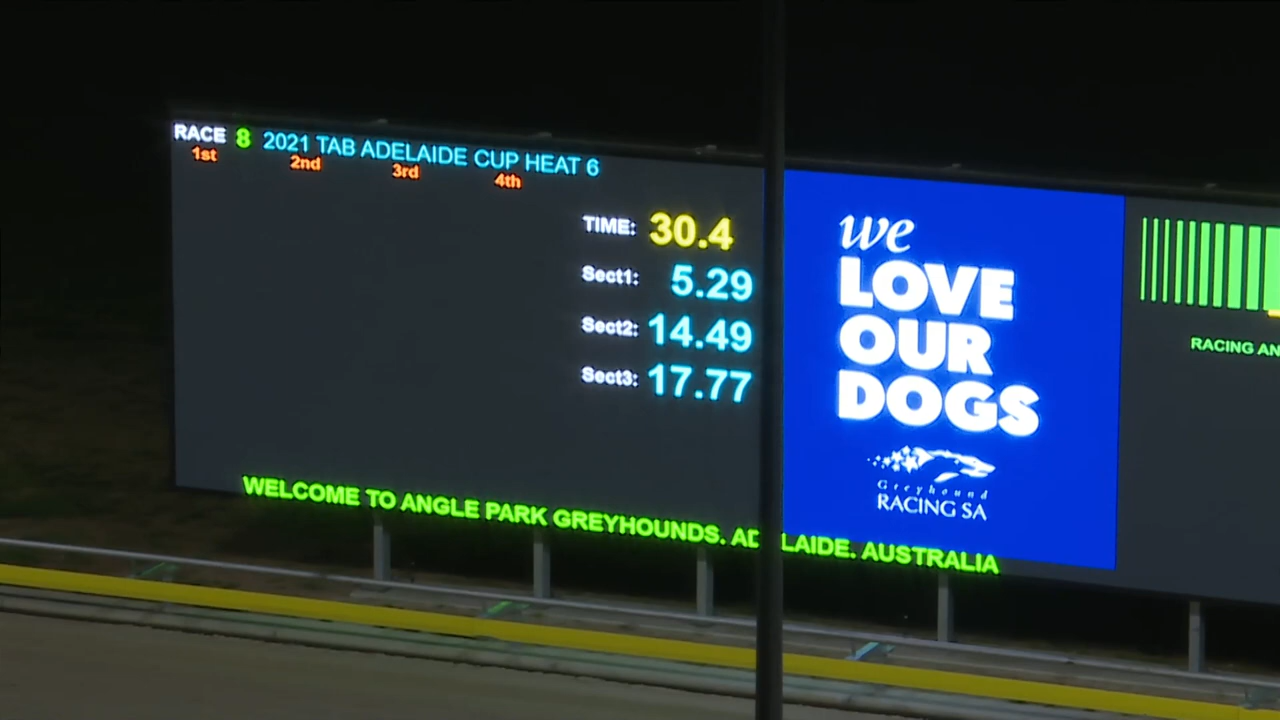 RACE 8 2021 TAB ADELAIDE CUP HEAT 6
1st 2nd 3rd 4th
TIME: 30.4
Sect1: 5.29
Sect2: 14.49
Sect3: 17.77
we
LOVE
OUR
DOGS
Greyhound
RACING SA
RACING AN
WELCOME TO ANGLE PARK GREYHOUNDS. AD LAIDE. AUSTRALIA